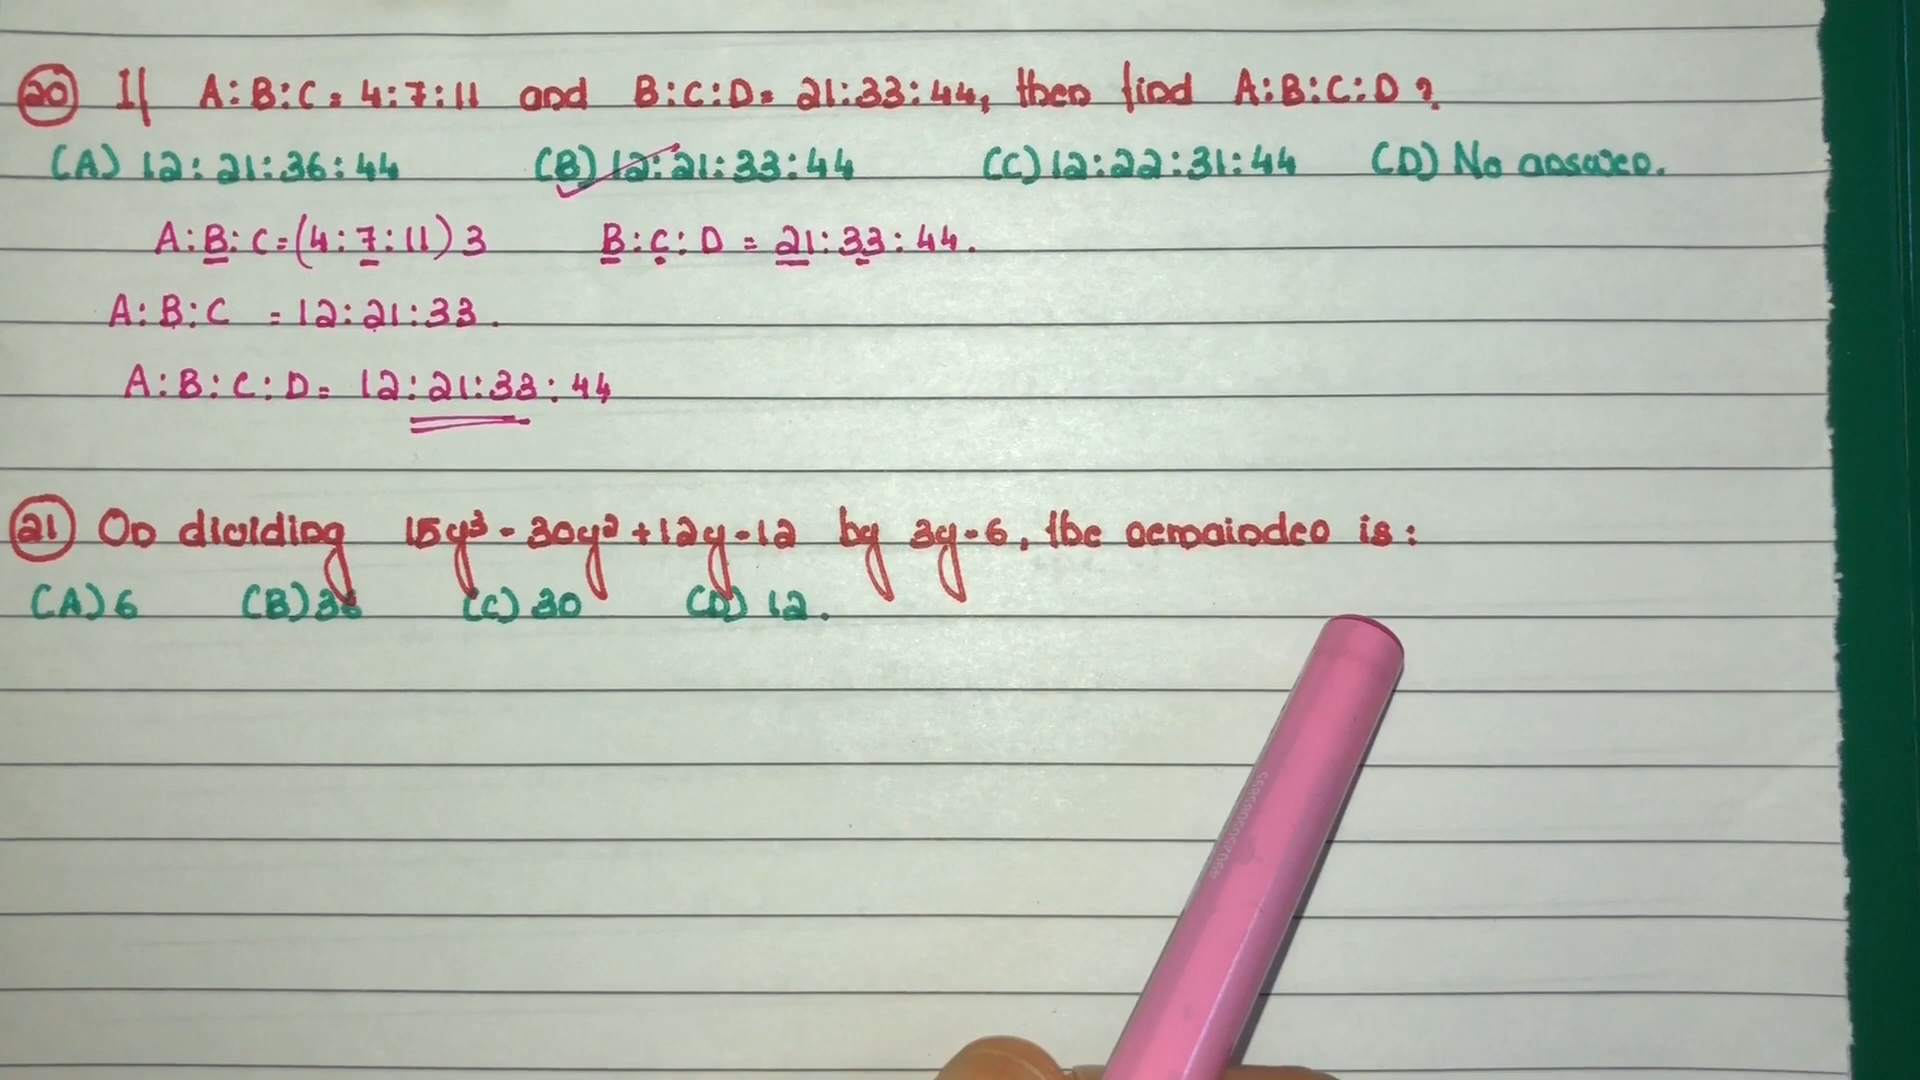 20 If A:B:C = 4:7:11 and B:C:D = 21:33:44, then find A:B:C:D?
(A) 12:21:36:44 (B) 12:21:33:44 (C) 12:22:31:44 (D) No answer.
A:B:C = (4:7:11) 3 B:C:D = 21:33:44.
A:B:C = 12:21:33.
A:B:C:D = 12:21:33:44
21 On dividing 15y³ - 30y² + 12y - 12 by 3y - 6, the remainder is:
(A) 6 (B) 36 (C) 30 (D) 12.